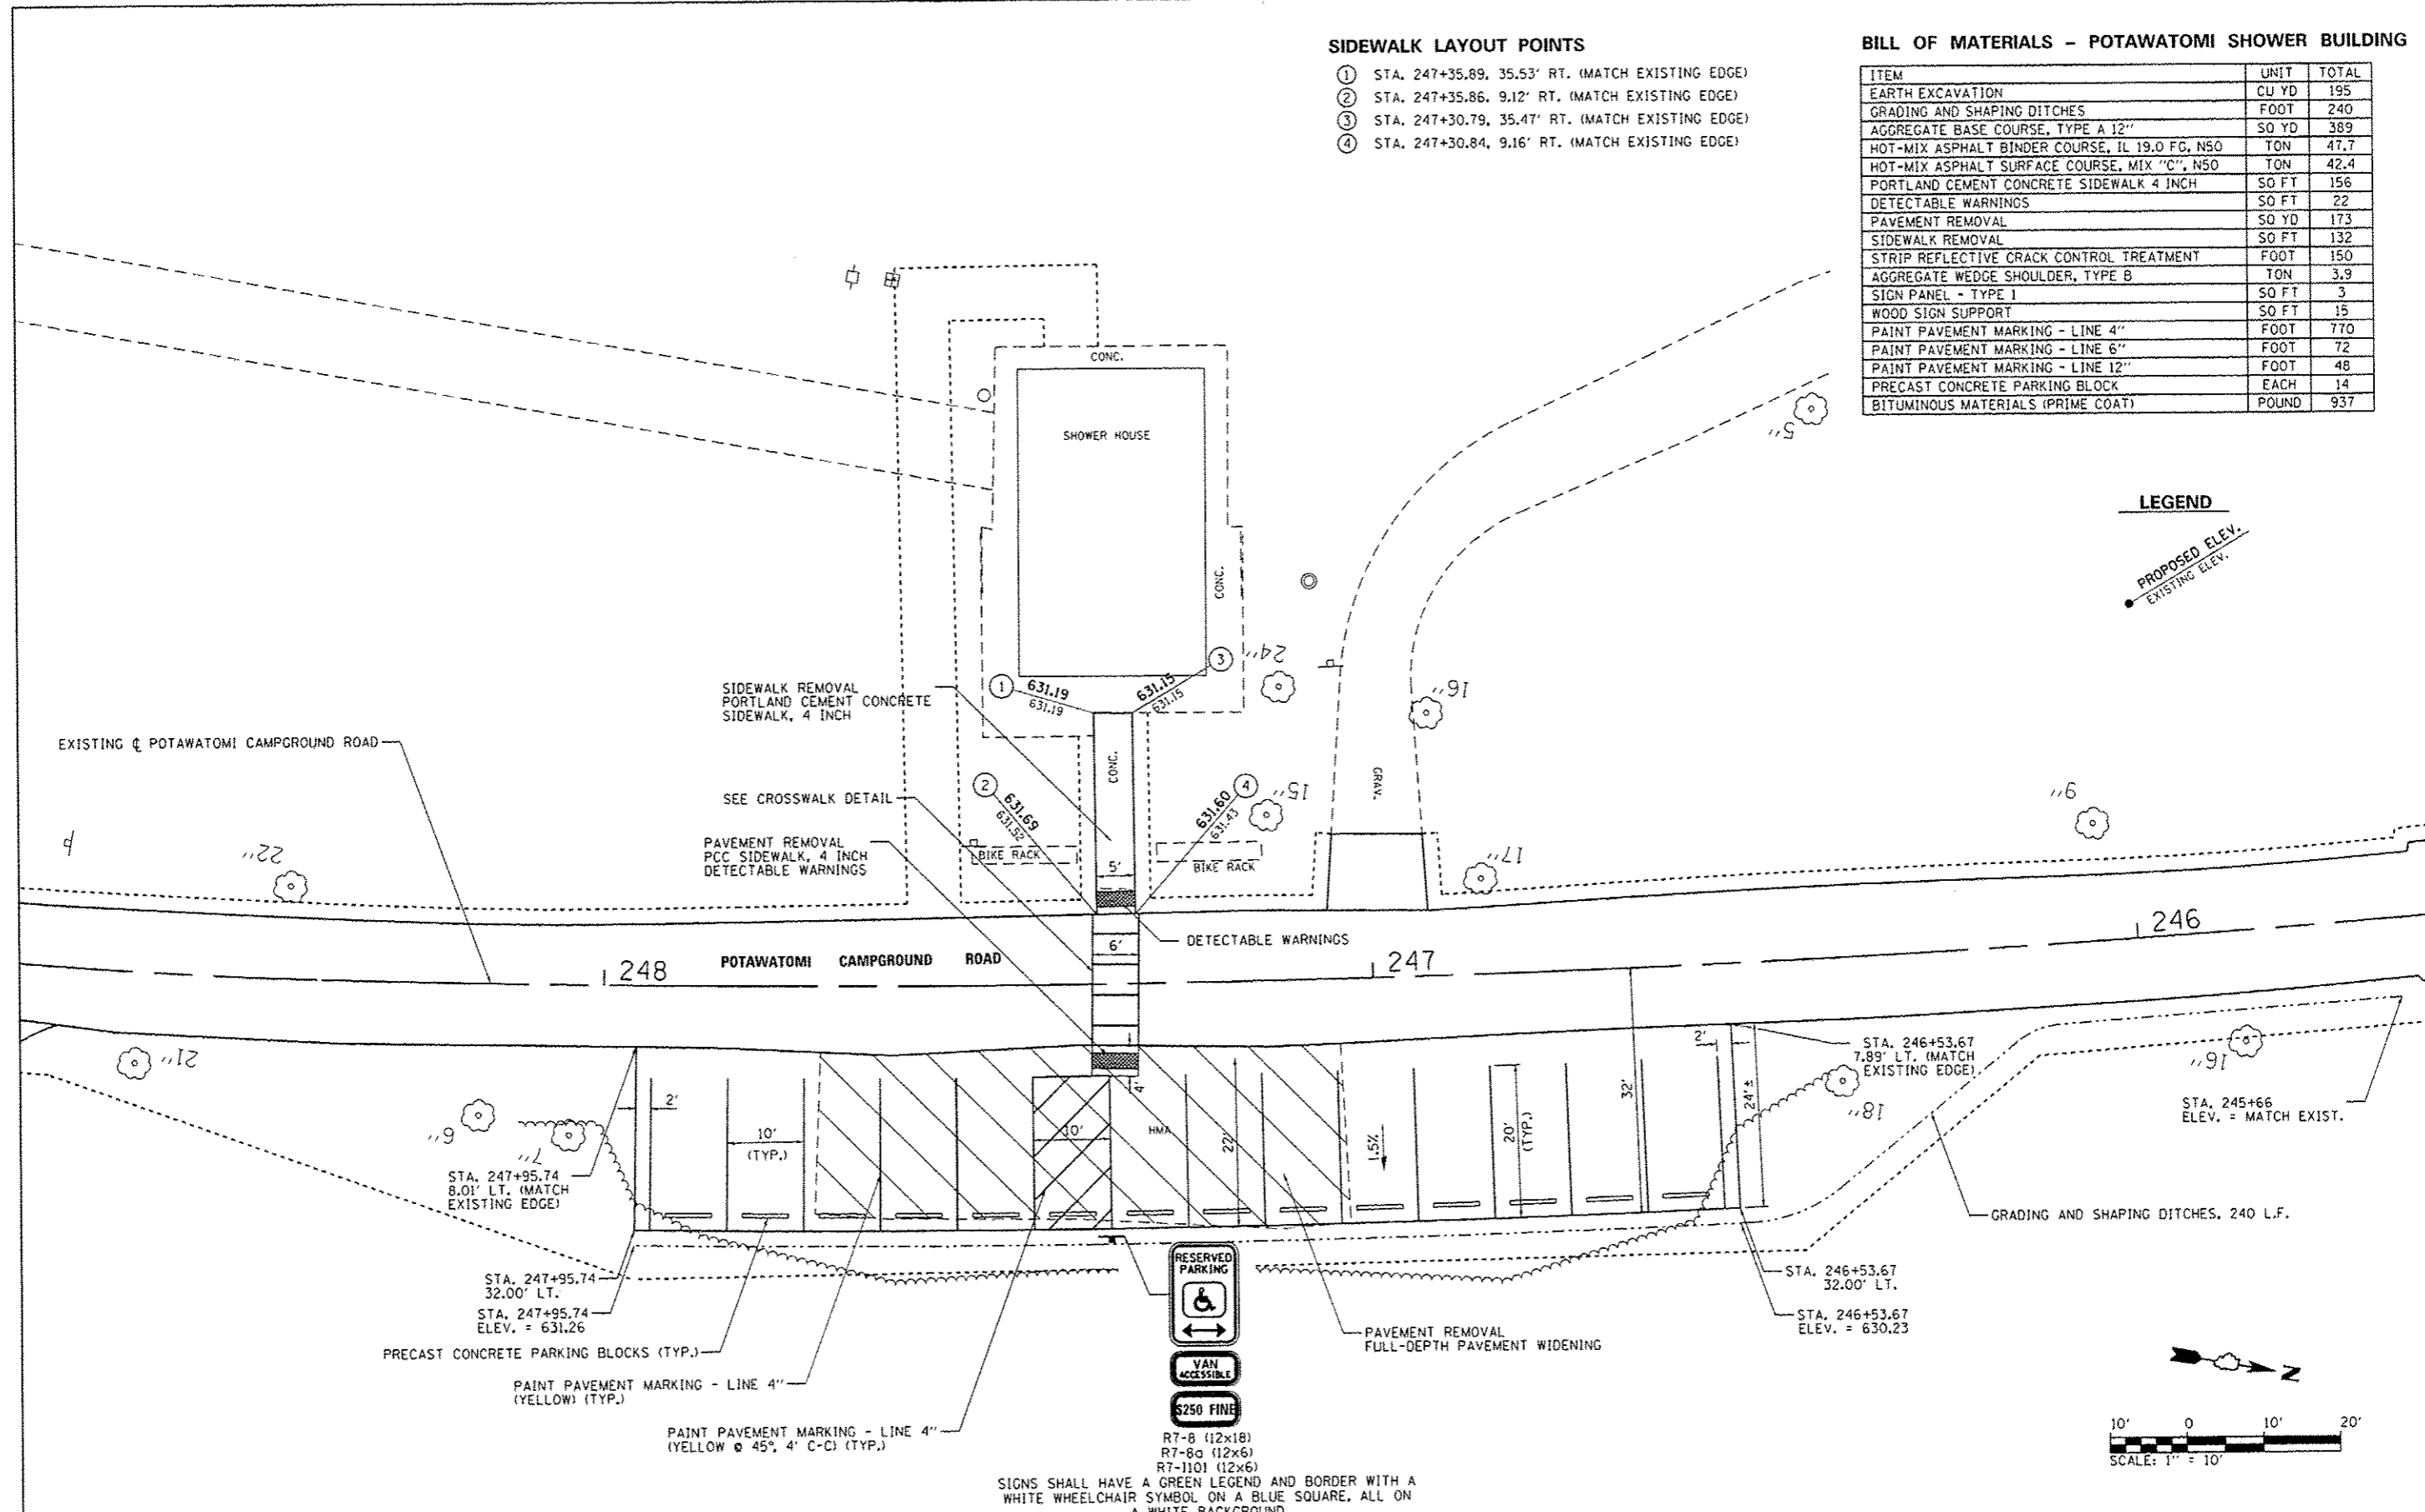 SIDEWALK LAYOUT POINTS
1 STA. 247+35.89, 35.53' RT. (MATCH EXISTING EDGE)
2 STA. 247+35.86, 9.12' RT. (MATCH EXISTING EDGE)
3 STA. 247+30.79, 35.47' RT. (MATCH EXISTING EDGE)
4 STA. 247+30.84, 9.16' RT. (MATCH EXISTING EDGE)
BILL OF MATERIALS - POTAWATOMI SHOWER BUILDING
ITEM UNIT TOTAL
EARTH EXCAVATION CU YD 195
GRADING AND SHAPING DITCHES FOOT 240
AGGREGATE BASE COURSE, TYPE A 12" SQ YD 389
HOT-MIX ASPHALT BINDER COURSE, IL 19.0 FG, N50 TON 47.7
HOT-MIX ASPHALT SURFACE COURSE, MIX "C", N50 TON 42.4
PORTLAND CEMENT CONCRETE SIDEWALK 4 INCH SQ FT 156
DETECTABLE WARNINGS SQ FT 22
PAVEMENT REMOVAL SQ YD 173
SIDEWALK REMOVAL SQ FT 132
STRIP REFLECTIVE CRACK CONTROL TREATMENT FOOT 150
AGGREGATE WEDGE SHOULDER, TYPE B TON 3.9
SIGN PANEL - TYPE 1 SQ FT 3
WOOD SIGN SUPPORT SQ FT 15
PAINT PAVEMENT MARKING - LINE 4" FOOT 770
PAINT PAVEMENT MARKING - LINE 6" FOOT 72
PAINT PAVEMENT MARKING - LINE 12" FOOT 48
PRECAST CONCRETE PARKING BLOCK EACH 14
BITUMINOUS MATERIALS (PRIME COAT) POUND 937
LEGEND
PROPOSED ELEV.
EXISTING ELEV.
CONC.
SHOWER HOUSE
CONC.
5"
24"
16"
1
631.19
631.19
3
631.15
631.15
SIDEWALK REMOVAL
PORTLAND CEMENT CONCRETE
SIDEWALK, 4 INCH
EXISTING ℄ POTAWATOMI CAMPGROUND ROAD
CONC.
GRAV.
2
631.69
631.52
4
631.60
631.43
15"
9"
SEE CROSSWALK DETAIL
PAVEMENT REMOVAL
PCC SIDEWALK, 4 INCH
DETECTABLE WARNINGS
BIKE RACK
5'
BIKE RACK
22"
17"
DETECTABLE WARNINGS
6'
248
POTAWATOMI CAMPGROUND ROAD
247
246
21"
6"
7"
2'
10'
(TYP.)
10'
4'
HMA
22'
1.5%
20'
(TYP.)
32'
2'
24'±
STA. 246+53.67
7.89' LT. (MATCH
EXISTING EDGE)
18"
16"
STA. 245+66
ELEV. = MATCH EXIST.
STA. 247+95.74
8.01' LT. (MATCH
EXISTING EDGE)
GRADING AND SHAPING DITCHES, 240 L.F.
STA. 247+95.74
32.00' LT.
STA. 247+95.74
ELEV. = 631.26
STA. 246+53.67
32.00' LT.
STA. 246+53.67
ELEV. = 630.23
PRECAST CONCRETE PARKING BLOCKS (TYP.)
PAVEMENT REMOVAL
FULL-DEPTH PAVEMENT WIDENING
PAINT PAVEMENT MARKING - LINE 4"
(YELLOW) (TYP.)
PAINT PAVEMENT MARKING - LINE 4"
(YELLOW @ 45°, 4' C-C) (TYP.)
RESERVED
PARKING
VAN
ACCESSIBLE
$250 FINE
R7-8 (12x18)
R7-8a (12x6)
R7-I101 (12x6)
SIGNS SHALL HAVE A GREEN LEGEND AND BORDER WITH A
WHITE WHEELCHAIR SYMBOL ON A BLUE SQUARE, ALL ON
A WHITE BACKGROUND
N
10' 0 10' 20'
SCALE: 1" = 10'